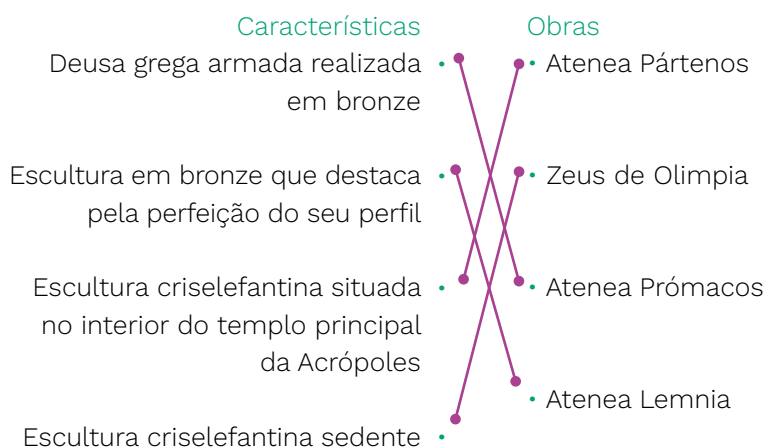 Características
Deusa grega armada realizada
em bronze
Escultura em bronze que destaca
pela perfeição do seu perfil
Escultura criselefantina situada
no interior do templo principal
da Acrópoles
Escultura criselefantina sedente
Obras
Atenea Pártenos
Zeus de Olimpia
Atenea Prómacos
Atenea Lemnia